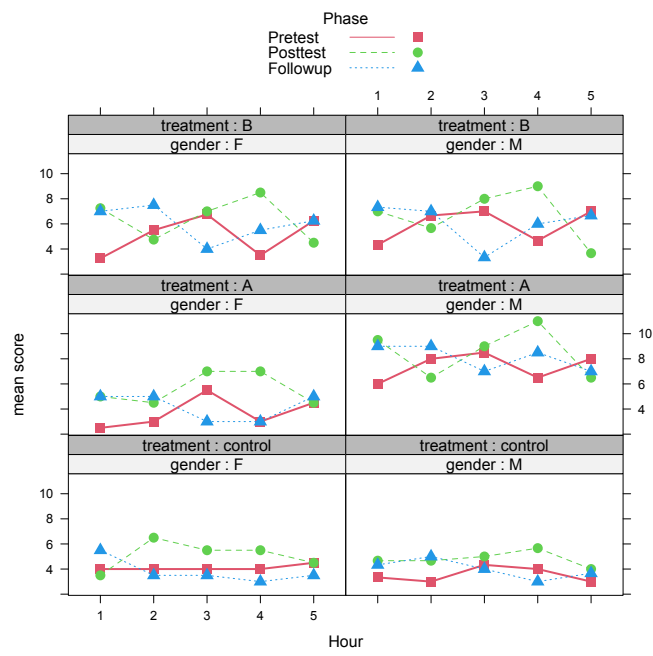 Phase
Pretest
Posttest
Followup
1 2 3 4 5
treatment : B treatment : B
gender : F gender : M
10
8
6
4
treatment : A treatment : A
gender : F gender : M
10
8
6
4
treatment : control treatment : control
gender : F gender : M
10
8
6
4
1 2 3 4 5
mean score
Hour